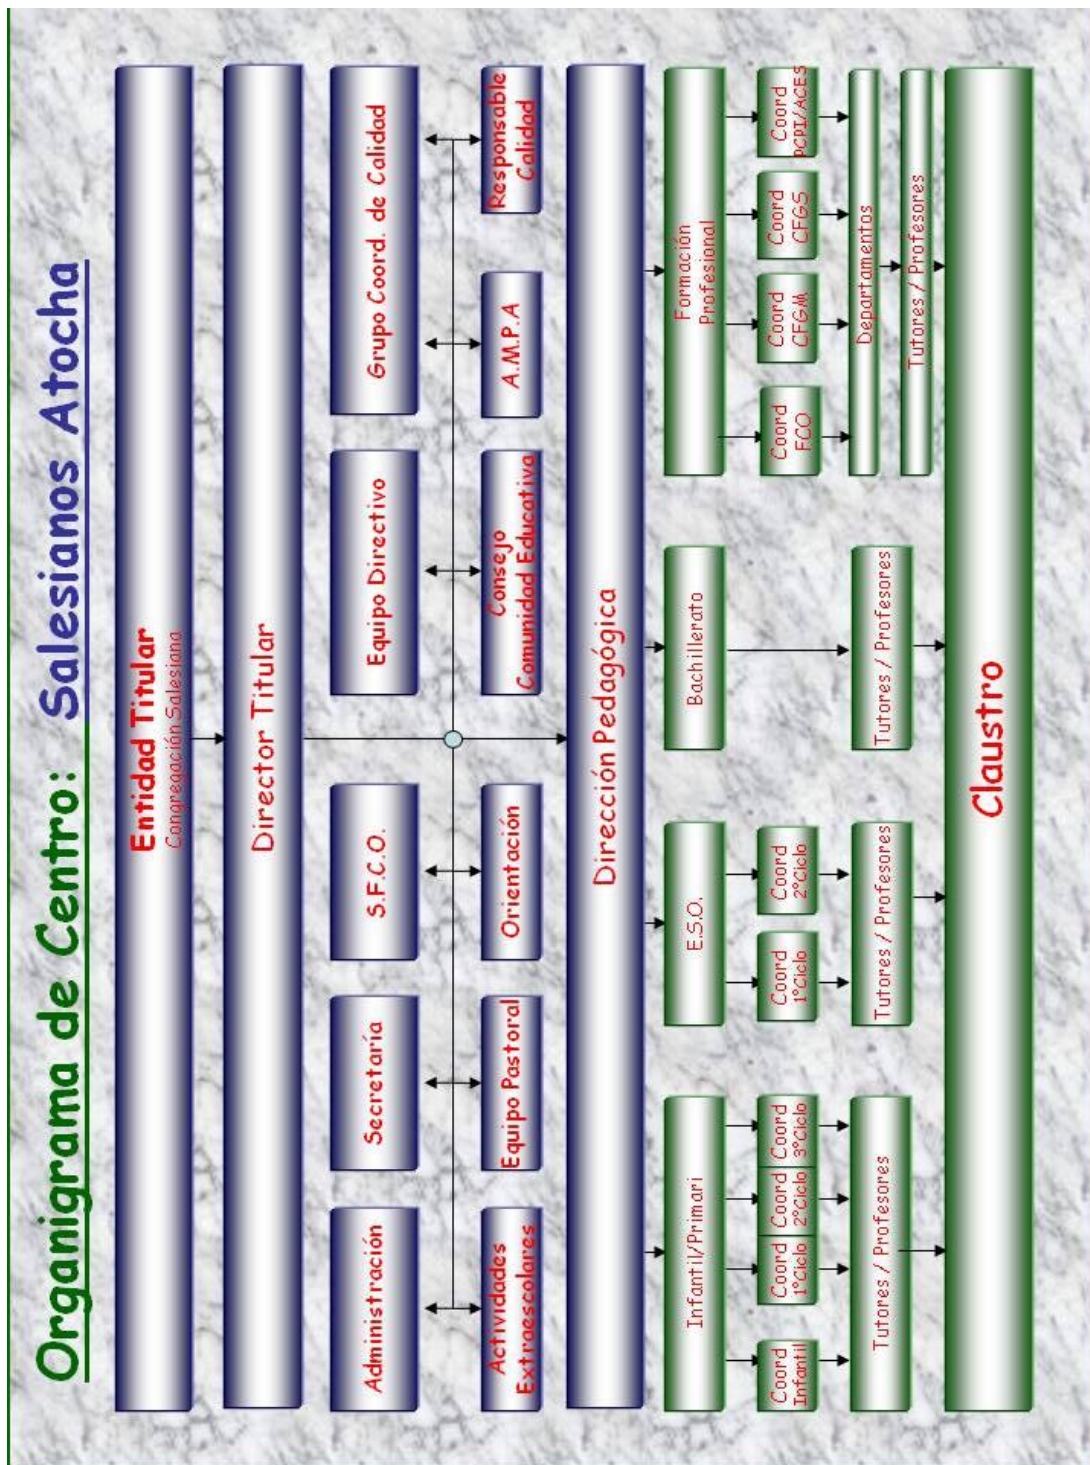 Organigrama de Centro: Salesianos Atocha
Entidad Titular
Congregación Salesiana
Director Titular
Administración
Secretaría
S.F.C.O.
Equipo Directivo
Grupo Coord. de Calidad
Actividades
Extraescolares
Equipo Pastoral
Orientación
Consejo
Comunidad Educativa
A.M.P.A
Responsable
Calidad
Dirección Pedagógica
Infantil/Primari
E.S.O.
Bachillerato
Formación
Profesional
Coord
Infantil
Coord
1ºCiclo
Coord
2ºCiclo
Coord
3ºCiclo
Coord
1ºCiclo
Coord
2ºCiclo
Coord
FCO
Coord
CFGM
Coord
CFGS
Coord
PCPI/ACES
Departamentos
Tutores / Profesores
Tutores / Profesores
Tutores / Profesores
Tutores / Profesores
Claustro